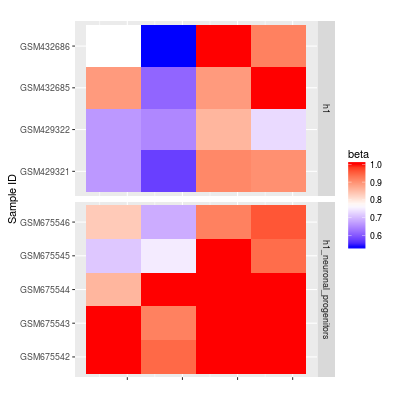 GSM432686
GSM432685
GSM429322
GSM429321
h1
GSM675546
GSM675545
GSM675544
GSM675543
GSM675542
h1_neuronal_progenitors
Sample ID
beta
1.0
0.9
0.8
0.7
0.6